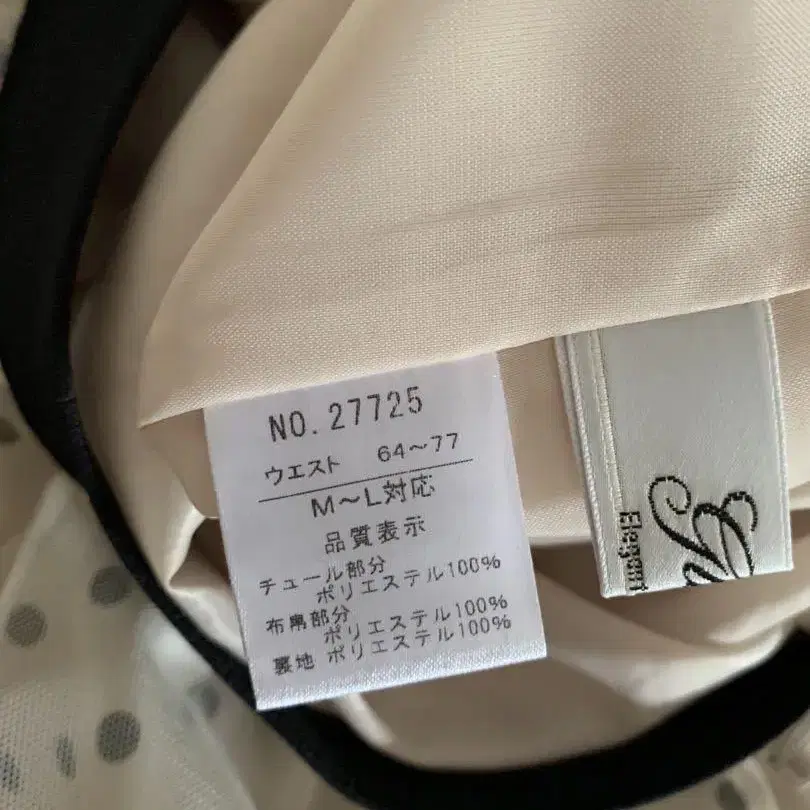 NO.27725
ウエスト 64～77
M～L対応
品質表示
チュール部分
ポリエステル100%
布帛部分
ポリエステル100%
裏地 ポリエステル100%
Elegant